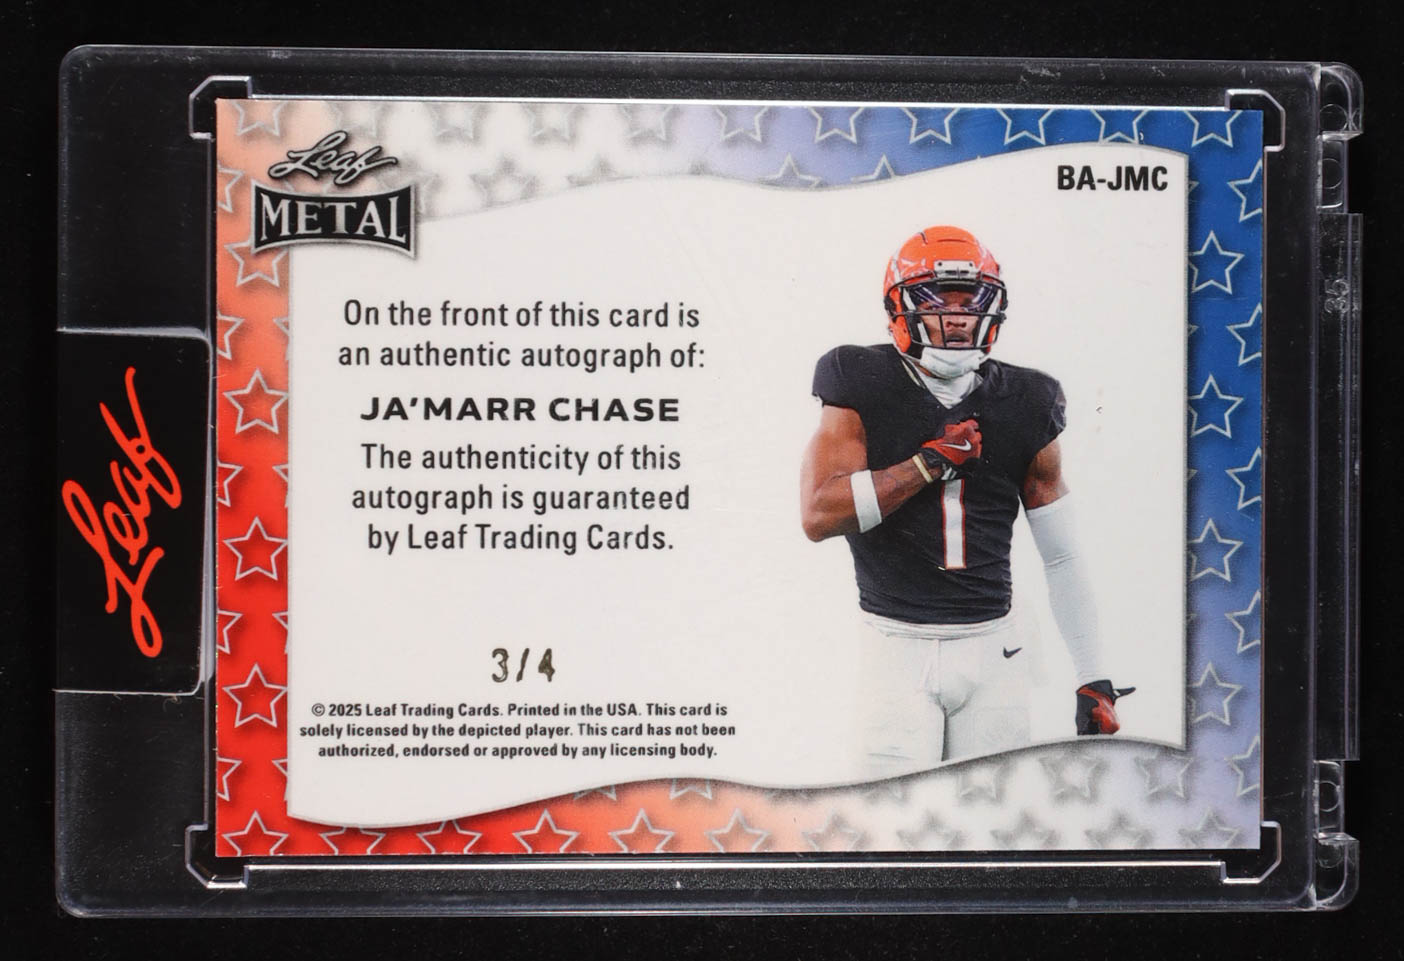 Leaf
METAL
BA-JMC
On the front of this card is
an authentic autograph of:
JA'MARR CHASE
The authenticity of this
autograph is guaranteed
by Leaf Trading Cards.
3/4
© 2025 Leaf Trading Cards. Printed in the USA. This card is
solely licensed by the depicted player. This card has not been
authorized, endorsed or approved by any licensing body.
Leaf
1
35